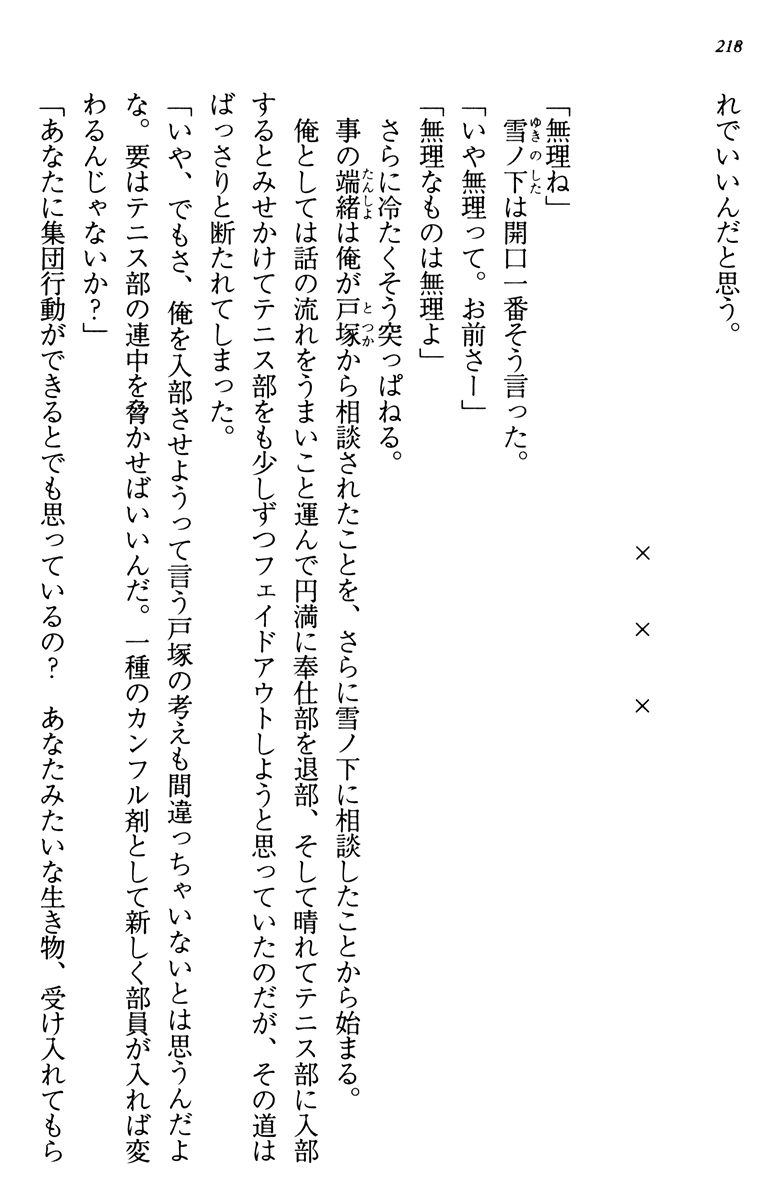 218
れでいいんだと思う。
× × ×
「無理ね」
雪ノ下は開口一番そう言った。
「いや無理って。お前さー」
「無理なものは無理よ」
さらに冷たくそう突っぱねる。
事の端緒は俺が戸塚から相談されたことを、さらに雪ノ下に相談したことから始まる。
俺としては話の流れをうまいこと運んで円満に奉仕部を退部、そして晴れてテニス部に入部
するとみせかけてテニス部をも少しずつフェイドアウトしようと思っていたのだが、その道は
ばっさりと断たれてしまった。
「いや、でもさ、俺を入部させようって言う戸塚の考えも間違っちゃいないとは思うんだよ
な。要はテニス部の連中を脅かせばいいんだ。一種のカンフル剤として新しく部員が入れば変
わるんじゃないか？」
「あなたに集団行動ができるとでも思っているの？　あなたみたいな生き物、受け入れてもら